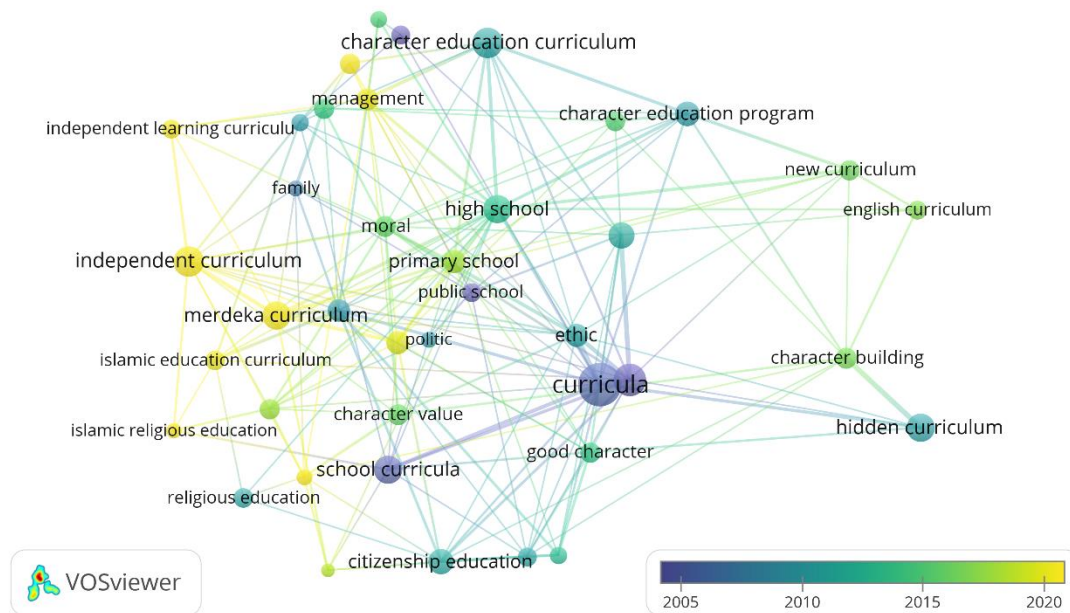 character education curriculum
management
character education program
independent learning curriculu
new curriculum
family
high school
english curriculum
moral
independent curriculum
primary school
public school
merdeka curriculum
politic
ethic
islamic education curriculum
character building
curricula
character value
islamic religious education
hidden curriculum
good character
school curricula
religious education
citizenship education
VOSviewer
2005
2010
2015
2020